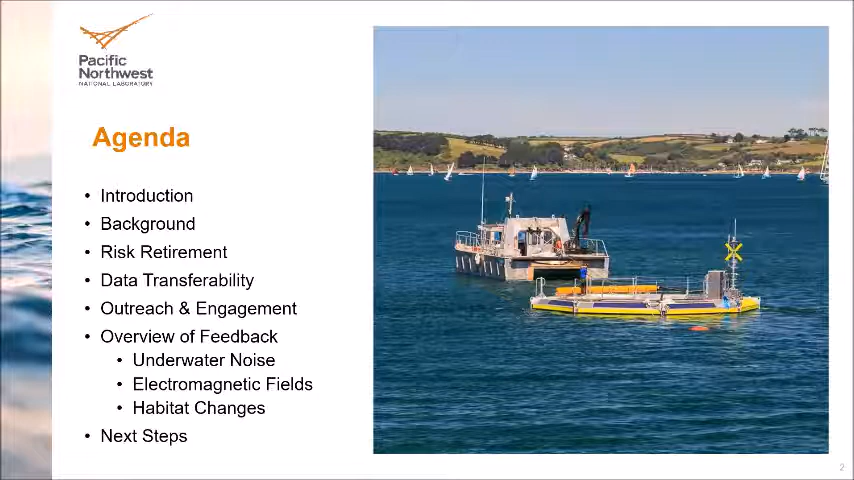 Pacific
Northwest
NATIONAL LABORATORY
Agenda
• Introduction
• Background
• Risk Retirement
• Data Transferability
• Outreach & Engagement
• Overview of Feedback
• Underwater Noise
• Electromagnetic Fields
• Habitat Changes
• Next Steps
2